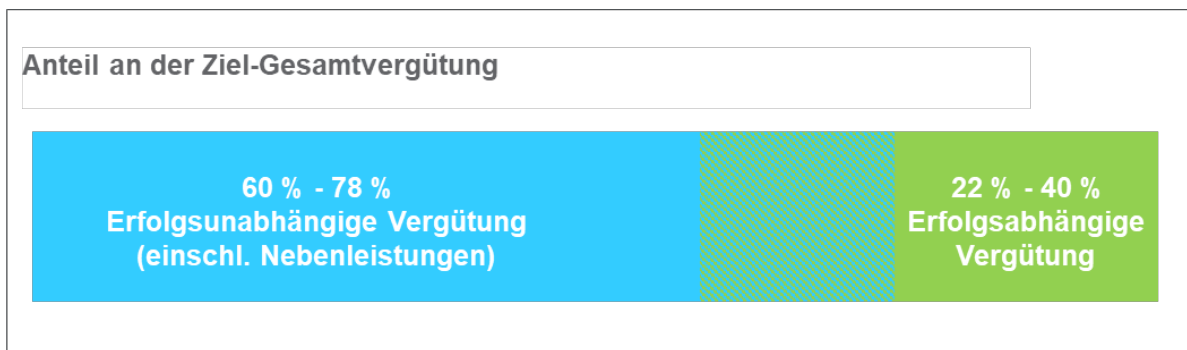 Anteil an der Ziel-Gesamtvergütung
60 % - 78 %
Erfolgsunabhängige Vergütung
(einschl. Nebenleistungen)
22 % - 40 %
Erfolgsabhängige
Vergütung